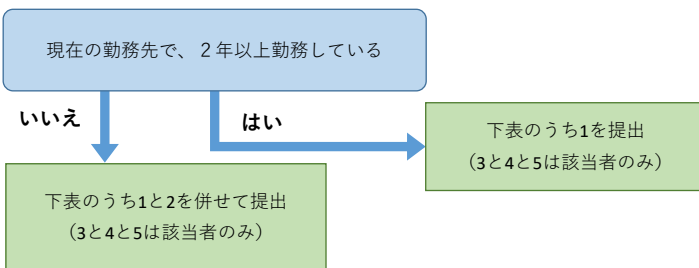 現在の勤務先で、２年以上勤務している
いいえ
はい
下表のうち1を提出
（3と4と5は該当者のみ）
下表のうち1と2を併せて提出
（3と4と5は該当者のみ）